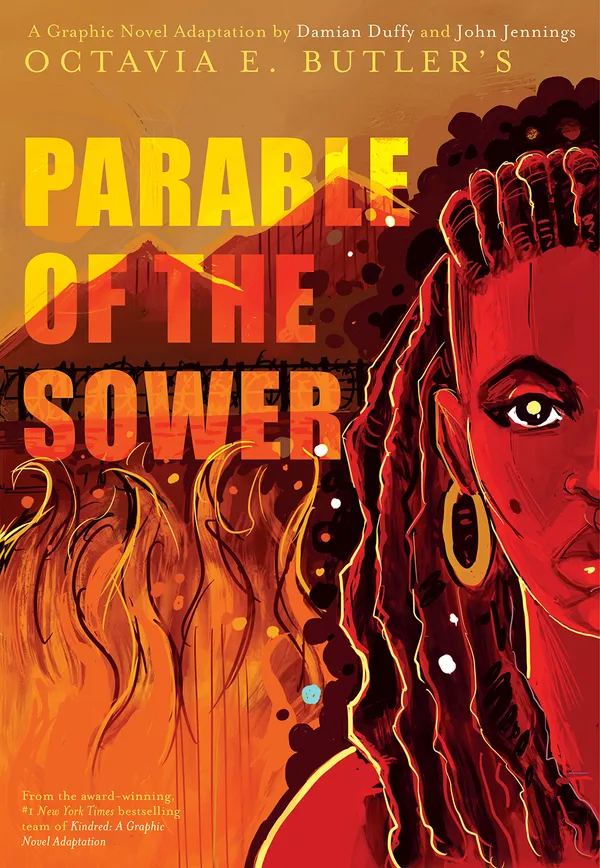 A Graphic Novel Adaptation by Damian Duffy and John Jennings
OCTAVIA E. BUTLER'S
PARABLE
OF THE
SOWER
From the award-winning,
#1 New York Times bestselling
team of Kindred: A Graphic
Novel Adaptation